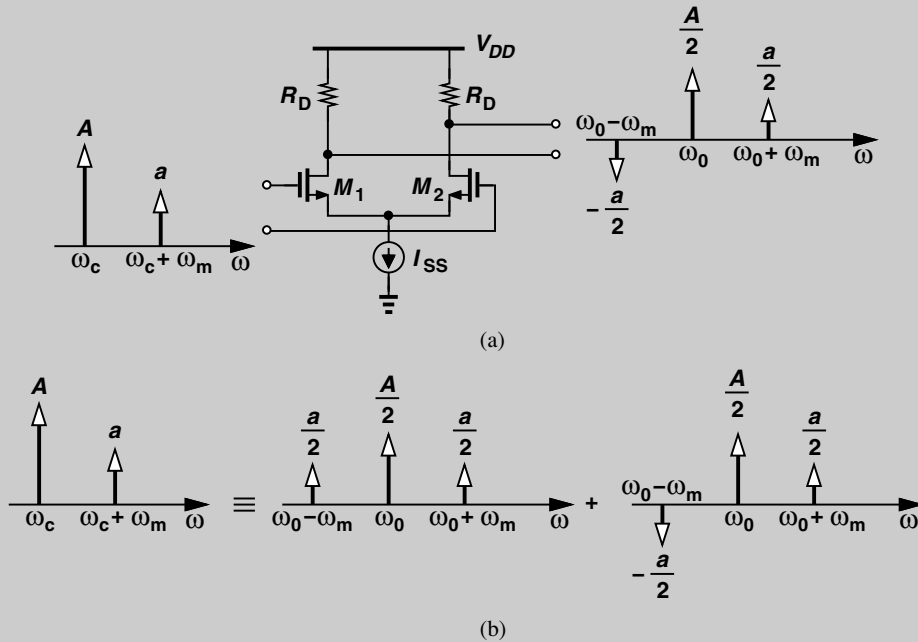 V_DD
R_D R_D
A
a
M_1 M_2
I_SS
ω_c ω_c + ω_m ω
A/2
a/2
ω_0 − ω_m
ω_0 ω_0 + ω_m ω
− a/2
(a)
A
a
ω_c ω_c + ω_m ω
≡
a/2 A/2 a/2
ω_0 − ω_m ω_0 ω_0 + ω_m ω
+
A/2
a/2
ω_0 − ω_m
ω_0 ω_0 + ω_m ω
− a/2
(b)